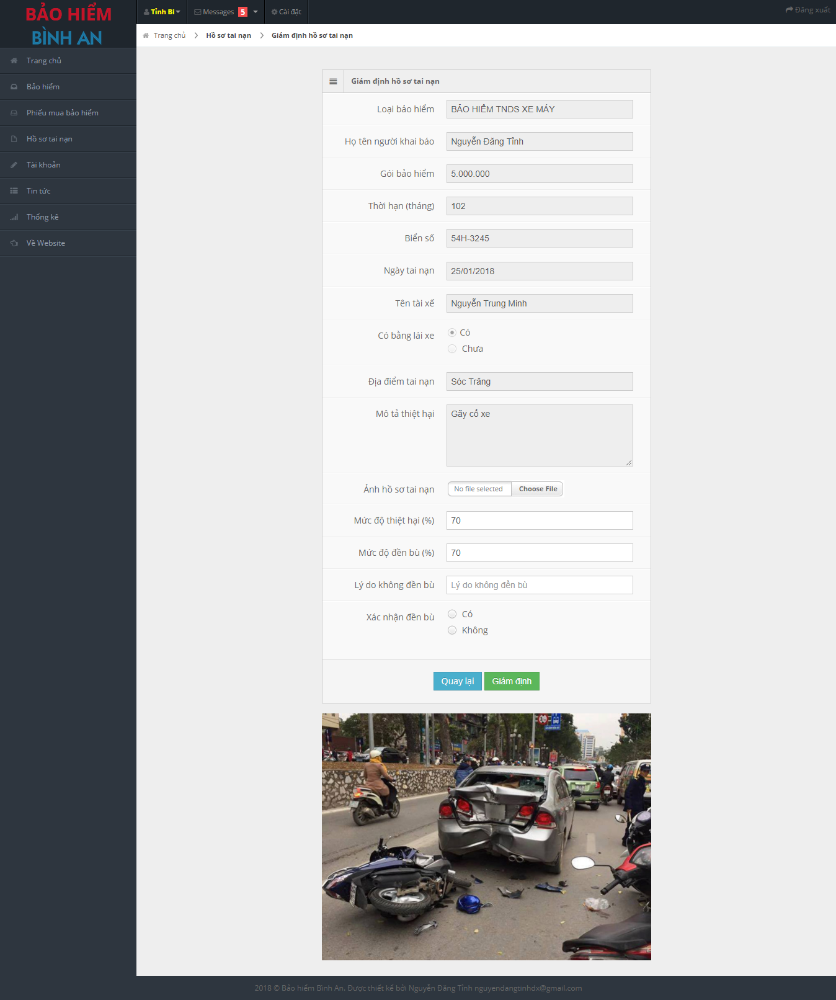 BẢO HIỂM
BÌNH AN
Tỉnh Bi
Messages 5
Cài đặt
Đăng xuất
Trang chủ
Hồ sơ tai nạn
Giám định hồ sơ tai nạn
Trang chủ
Bảo hiểm
Phiếu mua bảo hiểm
Hồ sơ tai nạn
Tài khoản
Tin tức
Thống kê
Về Website
Giám định hồ sơ tai nạn
Loại bảo hiểm BẢO HIỂM TNDS XE MÁY
Họ tên người khai báo Nguyễn Đăng Tỉnh
Gói bảo hiểm 5.000.000
Thời hạn (tháng) 102
Biển số 54H-3245
Ngày tai nạn 25/01/2018
Tên tài xế Nguyễn Trung Minh
Có bằng lái xe Có
Chưa
Địa điểm tai nạn Sóc Trăng
Mô tả thiệt hại Gãy cổ xe
Ảnh hồ sơ tai nạn No file selected Choose File
Mức độ thiệt hại (%) 70
Mức độ đền bù (%) 70
Lý do không đền bù Lý do không đền bù
Xác nhận đền bù Có
Không
Quay lại Giám định
2018 © Bảo hiểm Bình An. Được thiết kế bởi Nguyễn Đăng Tỉnh nguyendangtinhdx@gmail.com